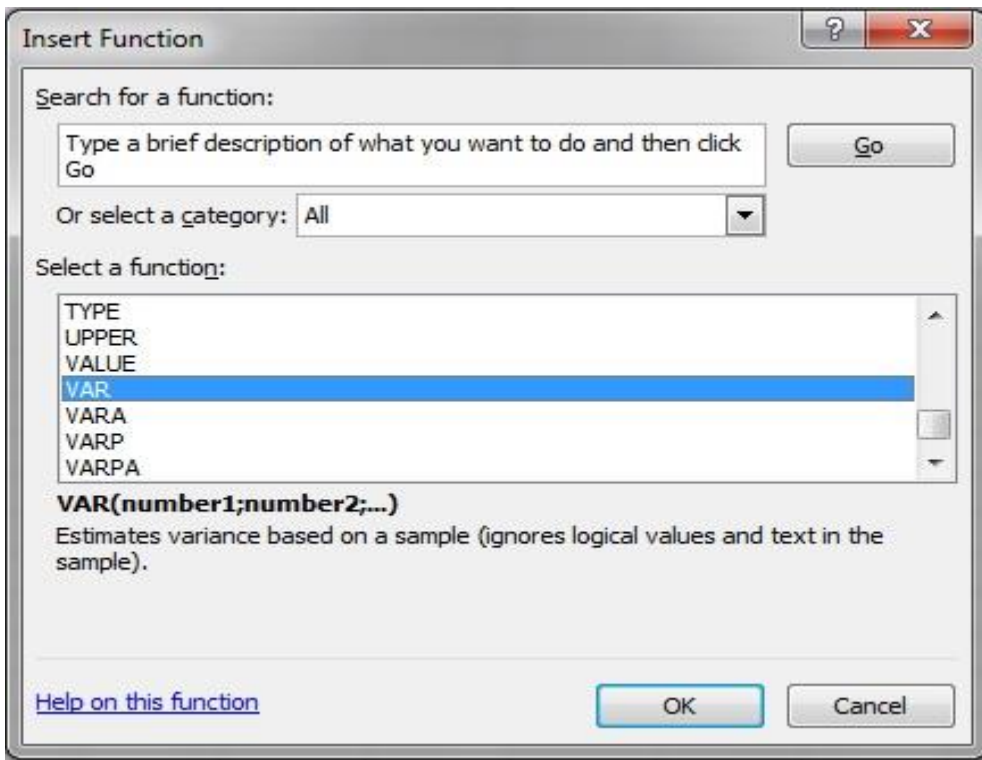 Insert Function
?
X
Search for a function:
Type a brief description of what you want to do and then click
Go
Go
Or select a category: All
Select a function:
TYPE
UPPER
VALUE
VAR
VARA
VARP
VARPA
VAR(number1;number2;...)
Estimates variance based on a sample (ignores logical values and text in the
sample).
Help on this function
OK
Cancel